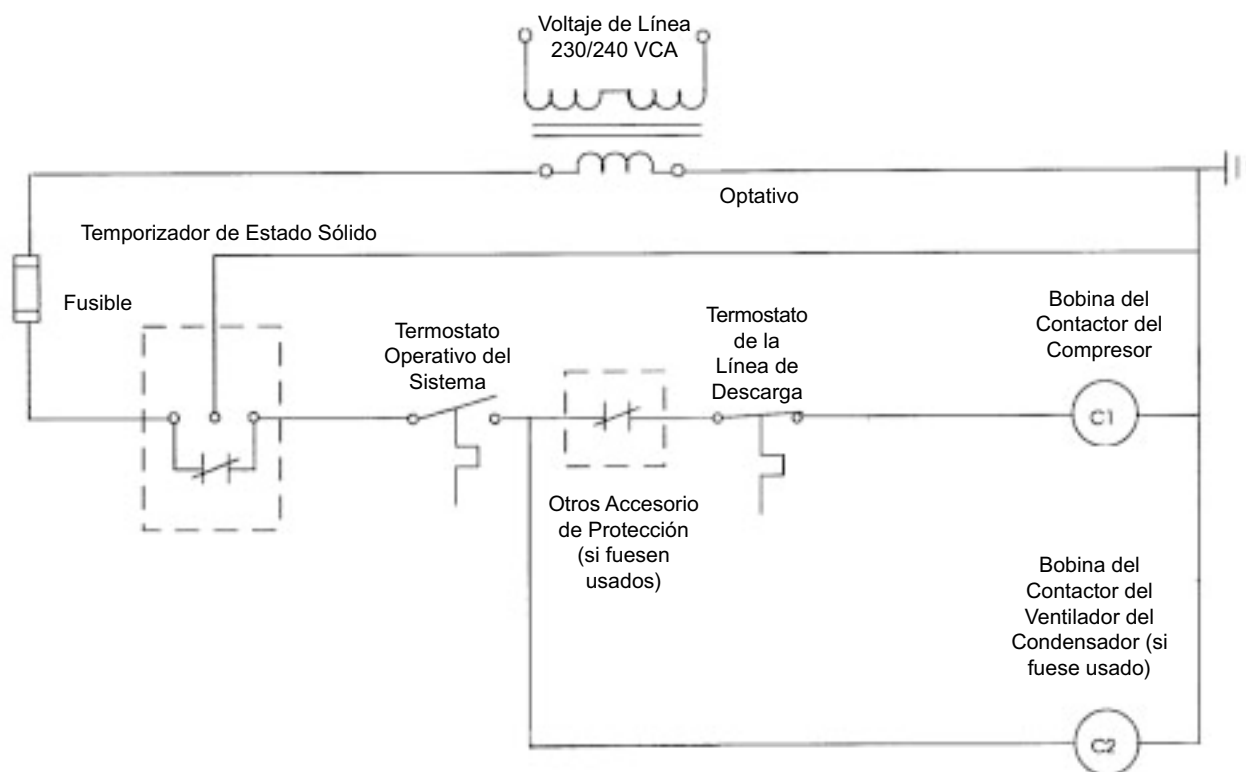 Voltaje de Línea
230/240 VCA
Optativo
Temporizador de Estado Sólido
Fusible
Termostato
Operativo del
Sistema
Termostato
de la
Línea de
Descarga
Bobina del
Contactor del
Compresor
C1
Otros Accesorio
de Protección
(si fuesen
usados)
Bobina del
Contactor del
Ventilador del
Condensador (si
fuese usado)
C2